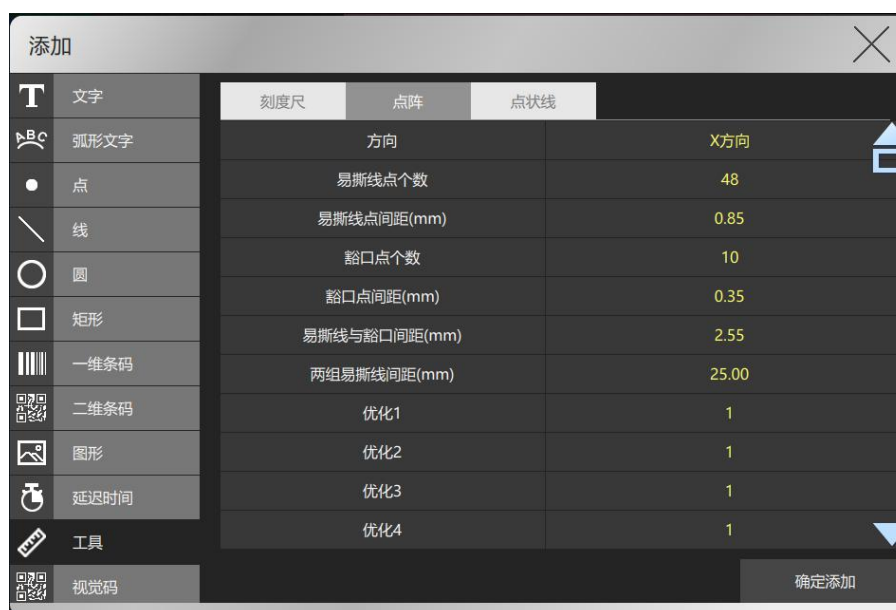 添加
T 文字
ABC 弧形文字
点
线
圆
矩形
一维条码
二维条码
图形
延迟时间
工具
视觉码
刻度尺 点阵 点状线
方向 X方向
易撕线点个数 48
易撕线点间距(mm) 0.85
豁口点个数 10
豁口点间距(mm) 0.35
易撕线与豁口间距(mm) 2.55
两组易撕线间距(mm) 25.00
优化1 1
优化2 1
优化3 1
优化4 1
确定添加